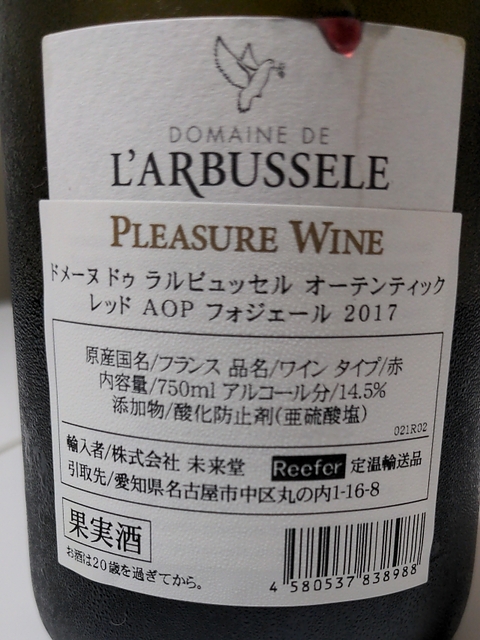 DOMAINE DE
L'ARBUSSELE
PLEASURE WINE
ドメーヌ ドゥ ラルビュッセル オーテンティック
レッド AOP フォジェール 2017
原産国名/フランス 品名/ワイン タイプ/赤
内容量/750ml アルコール分/14.5%
添加物/酸化防止剤(亜硫酸塩)
021R02
輸入者/株式会社 未来堂 Reefer 定温輸送品
引取先/愛知県名古屋市中区丸の内1-16-8
果実酒
お酒は20歳を過ぎてから。
4 580537 838988